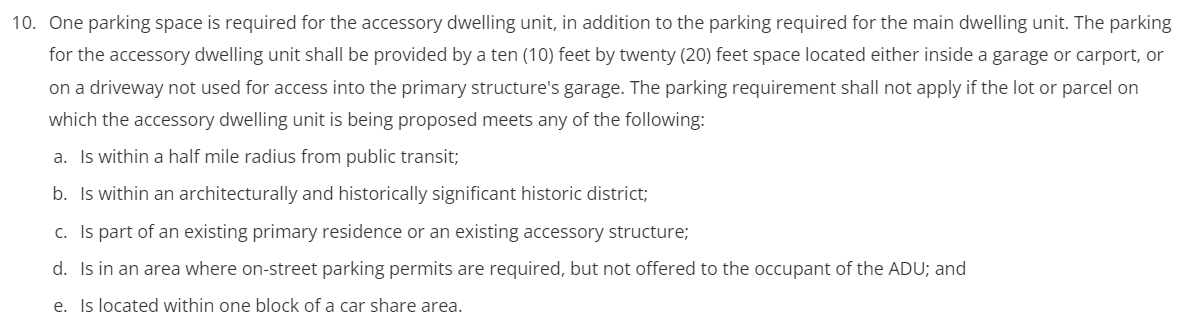 10. One parking space is required for the accessory dwelling unit, in addition to the parking required for the main dwelling unit. The parking
for the accessory dwelling unit shall be provided by a ten (10) feet by twenty (20) feet space located either inside a garage or carport, or
on a driveway not used for access into the primary structure's garage. The parking requirement shall not apply if the lot or parcel on
which the accessory dwelling unit is being proposed meets any of the following:
a. Is within a half mile radius from public transit;
b. Is within an architecturally and historically significant historic district;
c. Is part of an existing primary residence or an existing accessory structure;
d. Is in an area where on-street parking permits are required, but not offered to the occupant of the ADU; and
e. Is located within one block of a car share area.